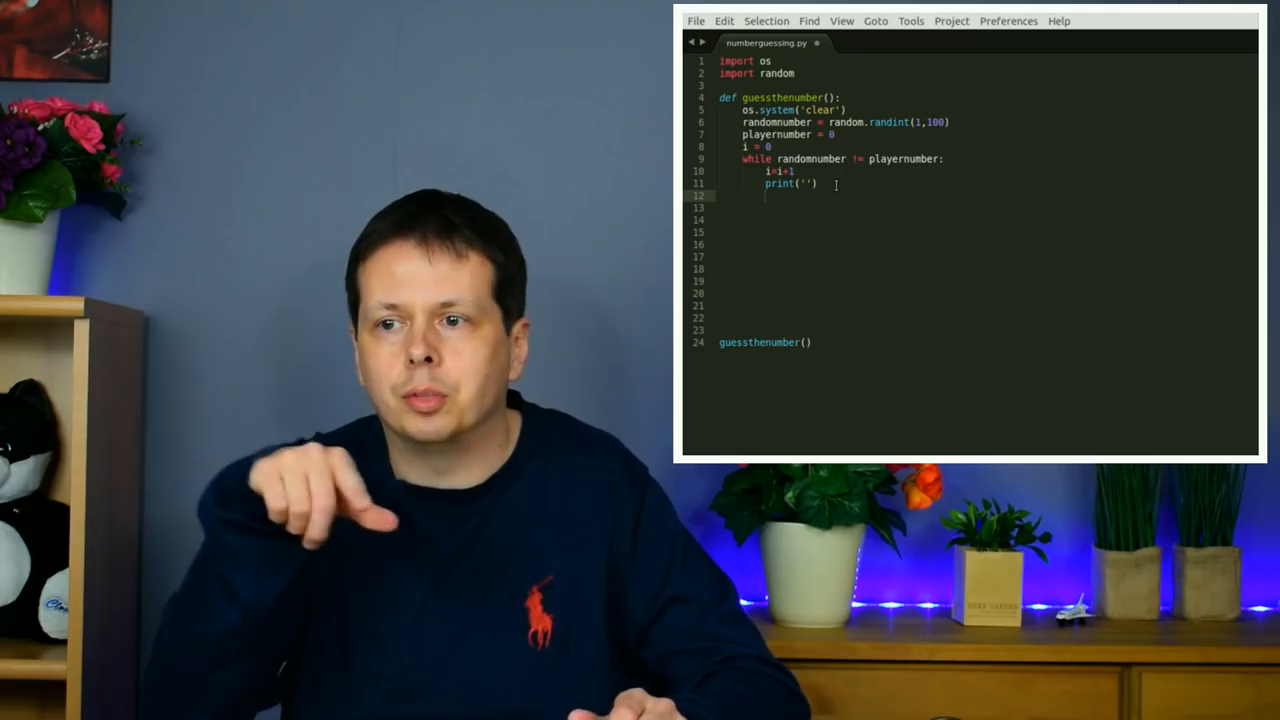 File Edit Selection Find View Goto Tools Project Preferences Help
numberguessing.py
1 import os
2 import random
3
4 def guessthenumber():
5 os.system('clear')
6 randomnumber = random.randint(1,100)
7 playernumber = 0
8 i = 0
9 while randomnumber != playernumber:
10 i=i+1
11 print('')
12
13
14
15
16
17
18
19
20
21
22
23
24 guessthenumber()
HERB GARDEN